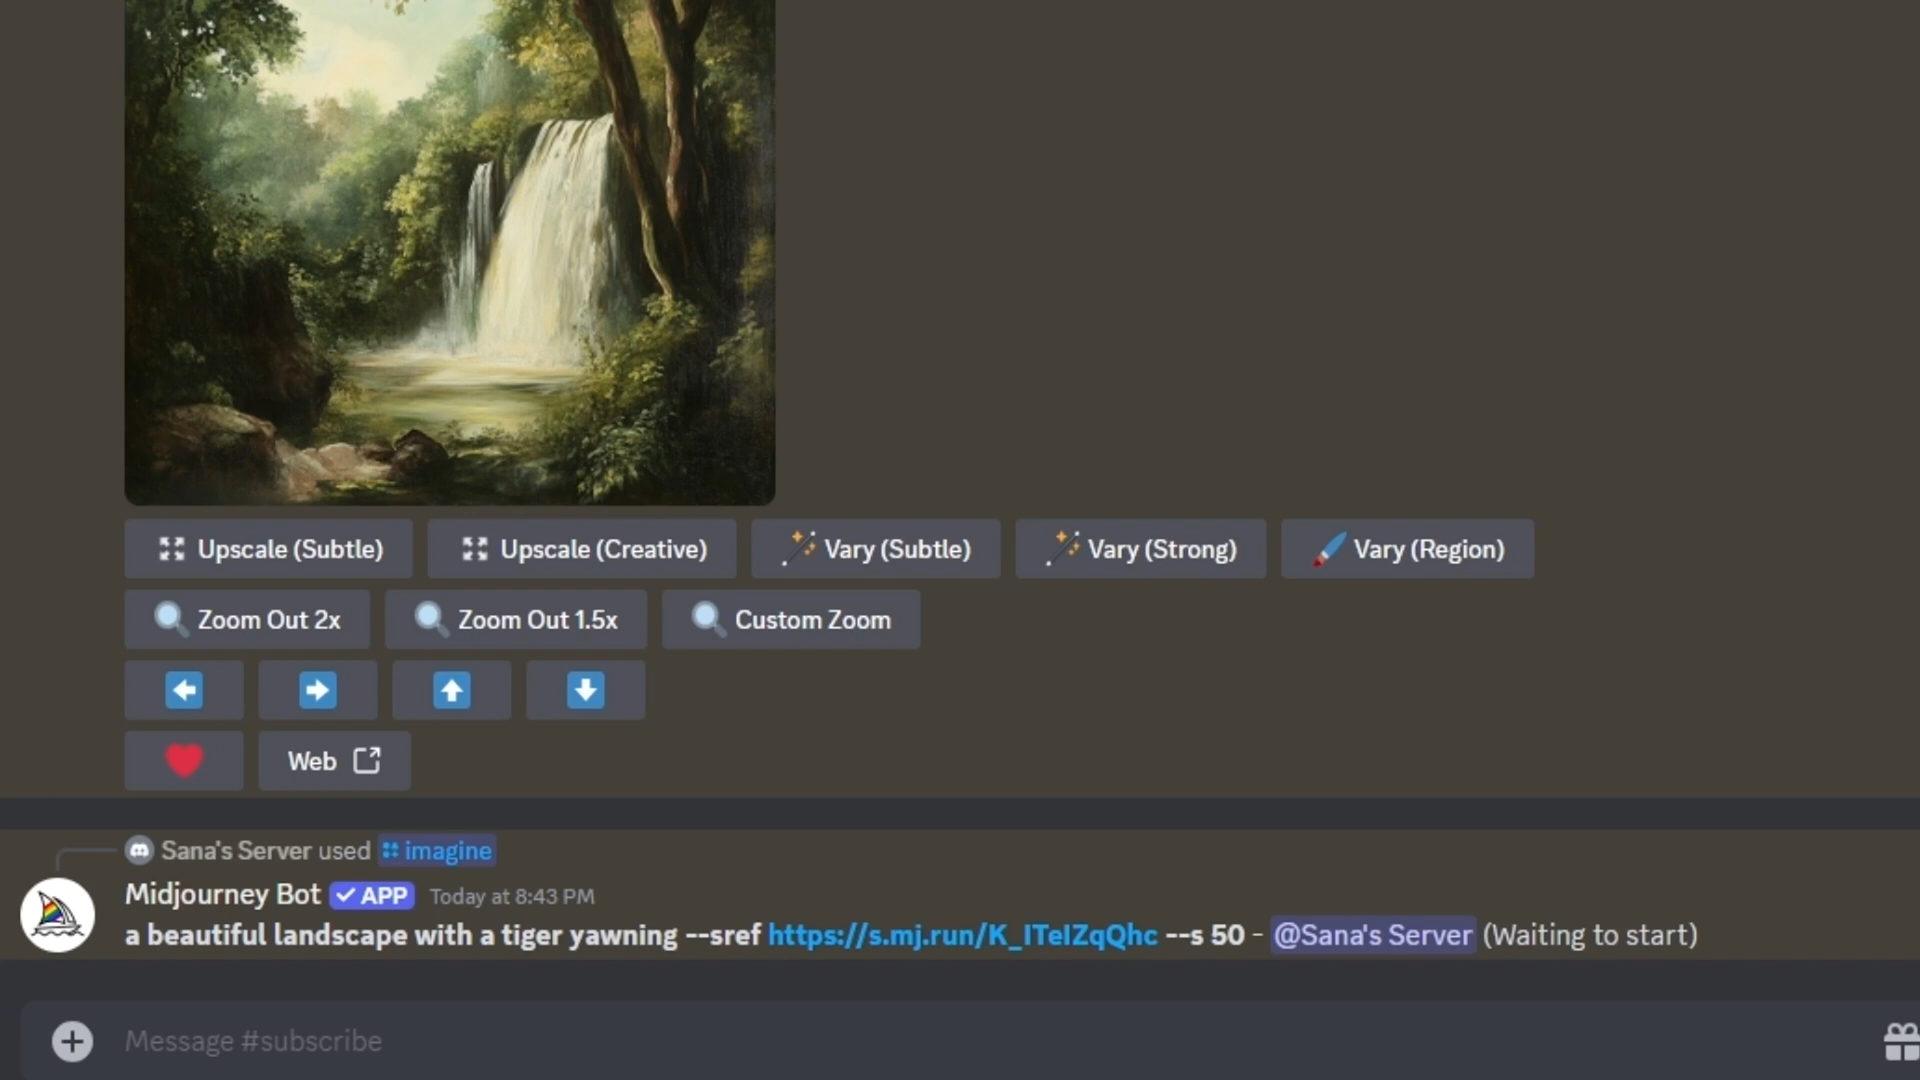 Upscale (Subtle) Upscale (Creative) Vary (Subtle) Vary (Strong) Vary (Region)
Zoom Out 2x Zoom Out 1.5x Custom Zoom
Web
Sana's Server used imagine
Midjourney Bot APP Today at 8:43 PM
a beautiful landscape with a tiger yawning --sref https://s.mj.run/K_ITeIZqQhc --s 50 - @Sana's Server (Waiting to start)
Message #subscribe